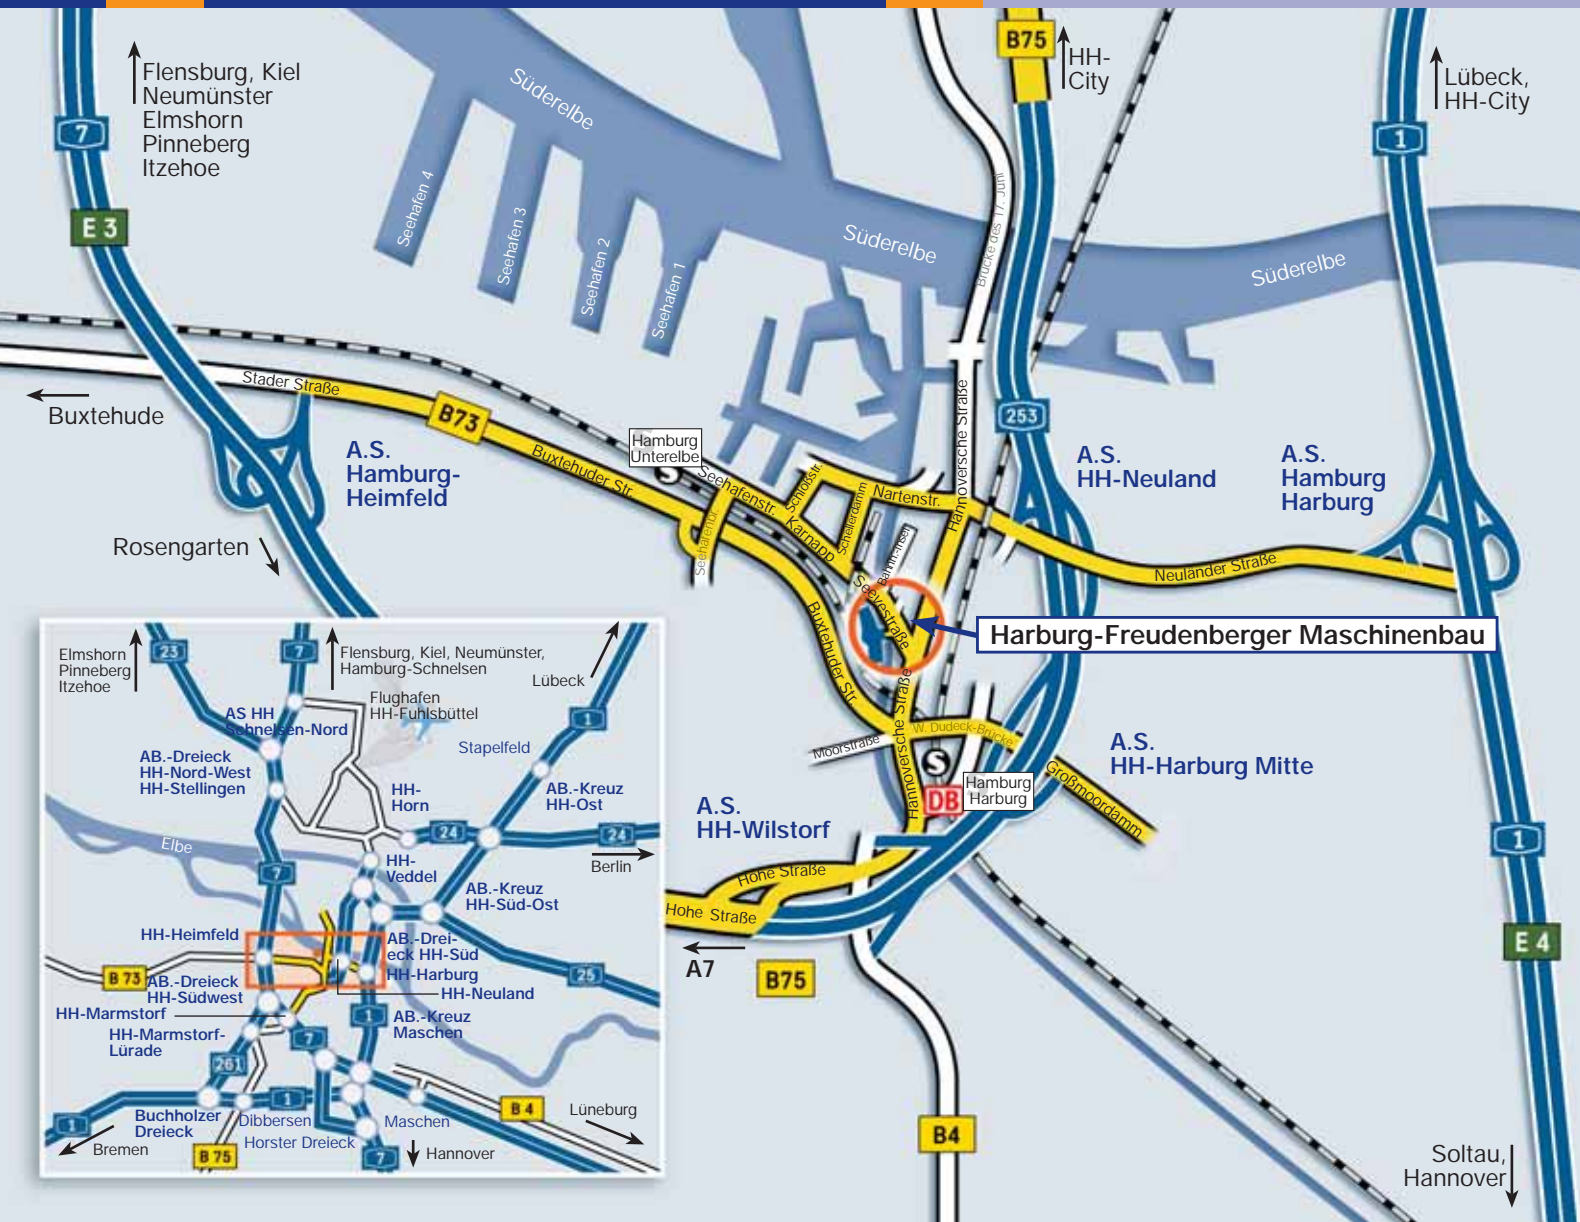 B75
HH-
City
Flensburg, Kiel
Neumünster
Elmshorn
Pinneberg
Itzehoe
7
E 3
Lübeck,
HH-City
1
Süderelbe
Seehafen 4
Seehafen 3
Seehafen 2
Seehafen 1
Süderelbe
Brücke des 17. Juni
Süderelbe
Stader Straße
Buxtehude
B73
A.S.
Hamburg-
Heimfeld
Buxtehuder Str.
Hamburg
Unterelbe
S
Seehafenstr.
Schloßstr.
Karnapp
Schellerdamm
Nartenstr.
Hannoversche Straße
253
A.S.
HH-Neuland
A.S.
Hamburg
Harburg
Rosengarten
Seehafenbr.
Bahnh.-Insel
Seevestraße
Neuländer Straße
Harburg-Freudenberger Maschinenbau
Buxtehuder Str.
Hannoversche Straße
Moorstraße
W. Dudeck-Brücke
S
DB
Hamburg
Harburg
Großmoordamm
A.S.
HH-Harburg Mitte
A.S.
HH-Wilstorf
Hohe Straße
Hohe Straße
A7
B75
1
E 4
B4
Soltau,
Hannover
Elmshorn
Pinneberg
Itzehoe
23
7
Flensburg, Kiel, Neumünster,
Hamburg-Schnelsen
Lübeck
Flughafen
HH-Fuhlsbüttel
AS HH
Schnelsen-Nord
1
Stapelfeld
AB.-Dreieck
HH-Nord-West
HH-Stellingen
HH-
Horn
AB.-Kreuz
HH-Ost
24
24
Berlin
Elbe
7
HH-
Veddel
AB.-Kreuz
HH-Süd-Ost
HH-Heimfeld
AB.-Drei-
eck HH-Süd
HH-Harburg
HH-Neuland
25
B 73
AB.-Dreieck
HH-Südwest
HH-Marmstorf
HH-Marmstorf-
Lürade
1
AB.-Kreuz
Maschen
7
261
1
1
Buchholzer
Dreieck
Dibbersen
Horster Dreieck
Maschen
B 4
Lüneburg
Bremen
B 75
7
Hannover